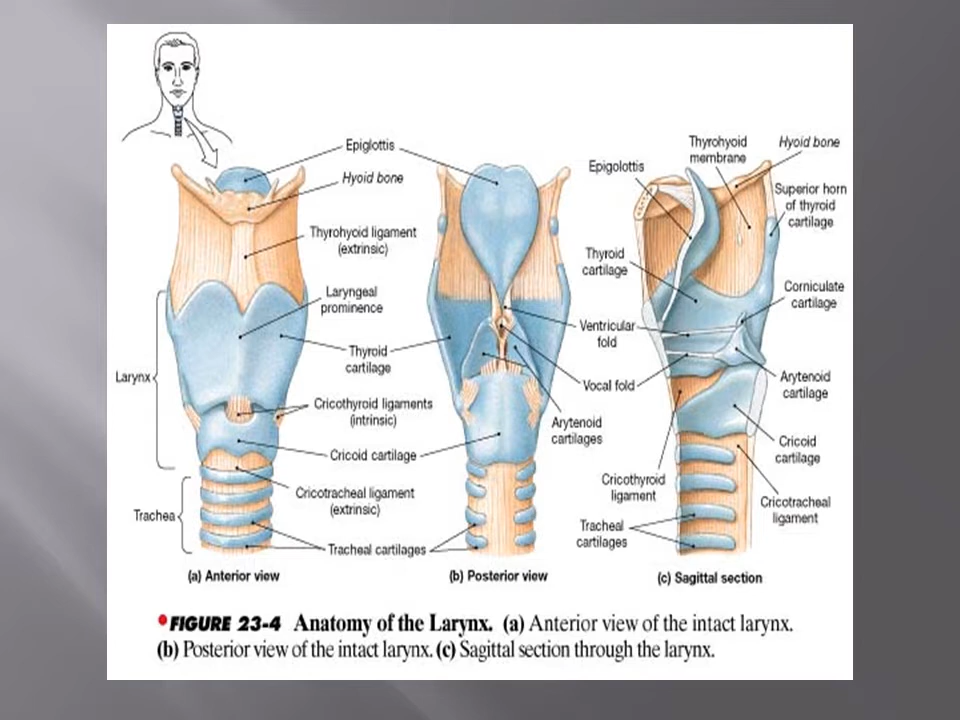 Epiglottis
Hyoid bone
Thyrohyoid ligament
(extrinsic)
Laryngeal
prominence
Larynx
Thyroid
cartilage
Cricothyroid ligaments
(intrinsic)
Cricoid cartilage
Cricotracheal ligament
(extrinsic)
Trachea
Tracheal cartilages
(a) Anterior view
Ventricular
fold
Vocal fold
Arytenoid
cartilages
(b) Posterior view
Epigolottis
Thyrohyoid
membrane
Hyoid bone
Superior horn
of thyroid
cartilage
Thyroid
cartilage
Corniculate
cartilage
Arytenoid
cartilage
Cricoid
cartilage
Cricothyroid
ligament
Cricotracheal
ligament
Tracheal
cartilages
(c) Sagittal section
•FIGURE 23-4 Anatomy of the Larynx. (a) Anterior view of the intact larynx.
(b) Posterior view of the intact larynx. (c) Sagittal section through the larynx.